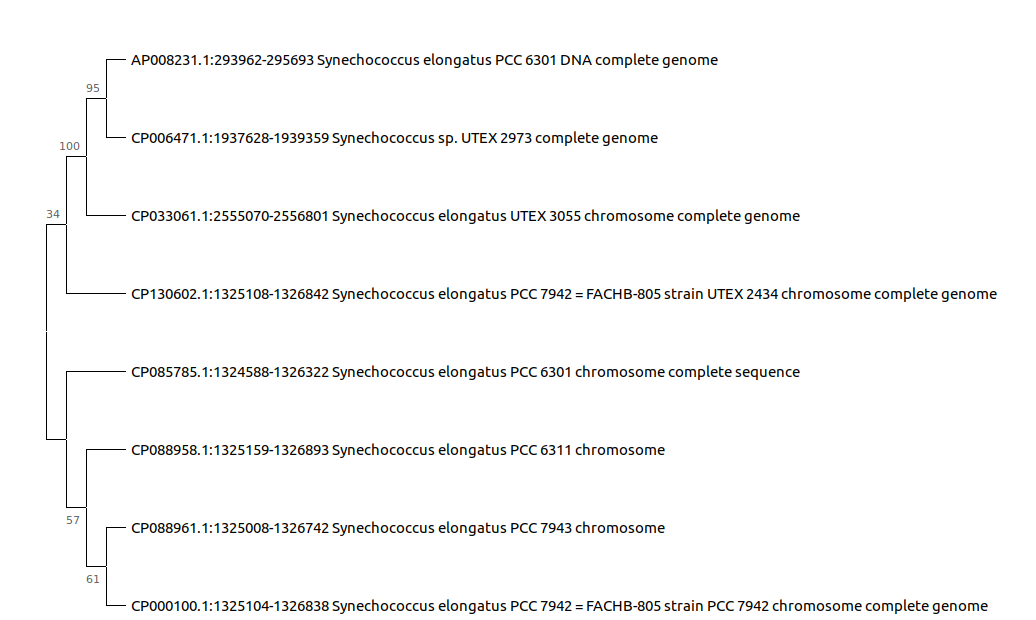 AP008231.1:293962-295693 Synechococcus elongatus PCC 6301 DNA complete genome
95
CP006471.1:1937628-1939359 Synechococcus sp. UTEX 2973 complete genome
100
CP033061.1:2555070-2556801 Synechococcus elongatus UTEX 3055 chromosome complete genome
34
CP130602.1:1325108-1326842 Synechococcus elongatus PCC 7942 = FACHB-805 strain UTEX 2434 chromosome complete genome
CP085785.1:1324588-1326322 Synechococcus elongatus PCC 6301 chromosome complete sequence
CP088958.1:1325159-1326893 Synechococcus elongatus PCC 6311 chromosome
57
CP088961.1:1325008-1326742 Synechococcus elongatus PCC 7943 chromosome
61
CP000100.1:1325104-1326838 Synechococcus elongatus PCC 7942 = FACHB-805 strain PCC 7942 chromosome complete genome